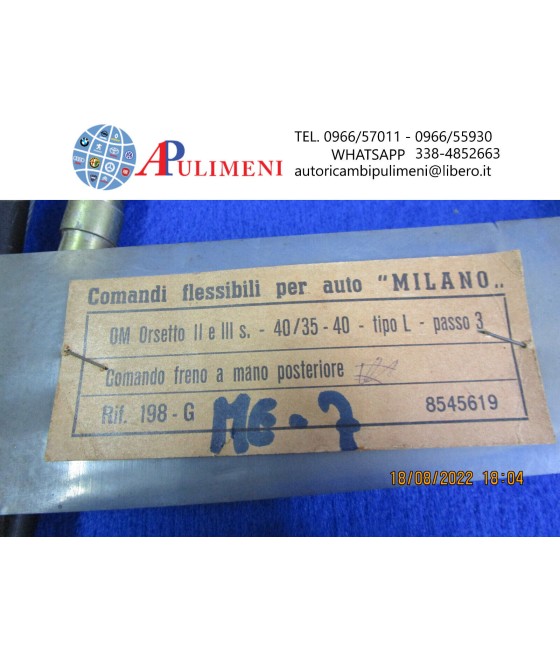 APULIMENI
TEL. 0966/57011 - 0966/55930
WHATSAPP 338-4852663
autoricambipulimeni@libero.it
Comandi flessibili per auto "MILANO„
OM Orsetto II e III s. - 40/35 - 40 - tipo L - passo 3
Comando freno a mano posteriore
Rif. 198 - G
ME-7
8545619
18/08/2022 18:04